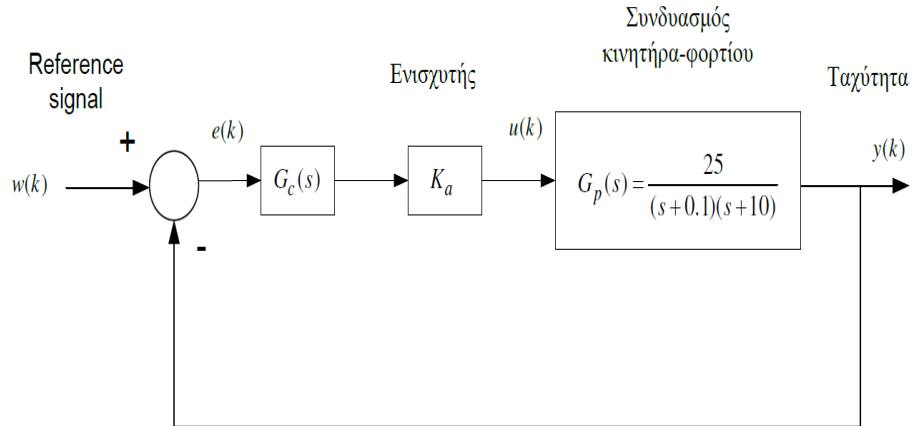 Συνδυασμός
κινητήρα-φορτίου
Reference
signal
Ενισχυτής
Ταχύτητα
+
e(k)
u(k)
y(k)
w(k)
G_c(s)
K_a
G_p(s)=25/((s+0.1)(s+10))
-